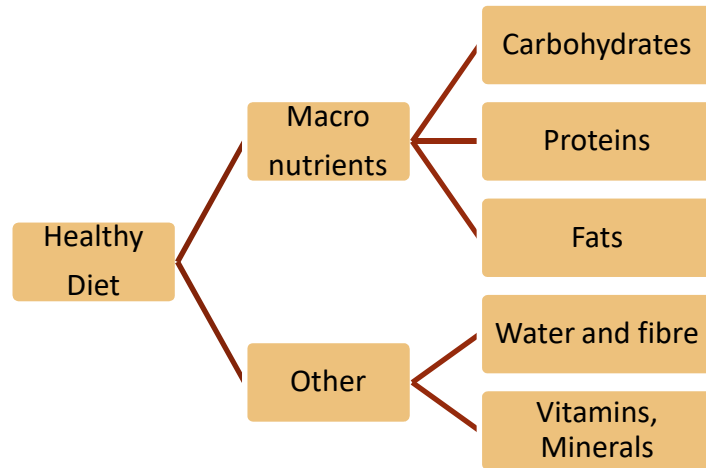 Healthy
Diet
Macro
nutrients
Carbohydrates
Proteins
Fats
Other
Water and fibre
Vitamins,
Minerals